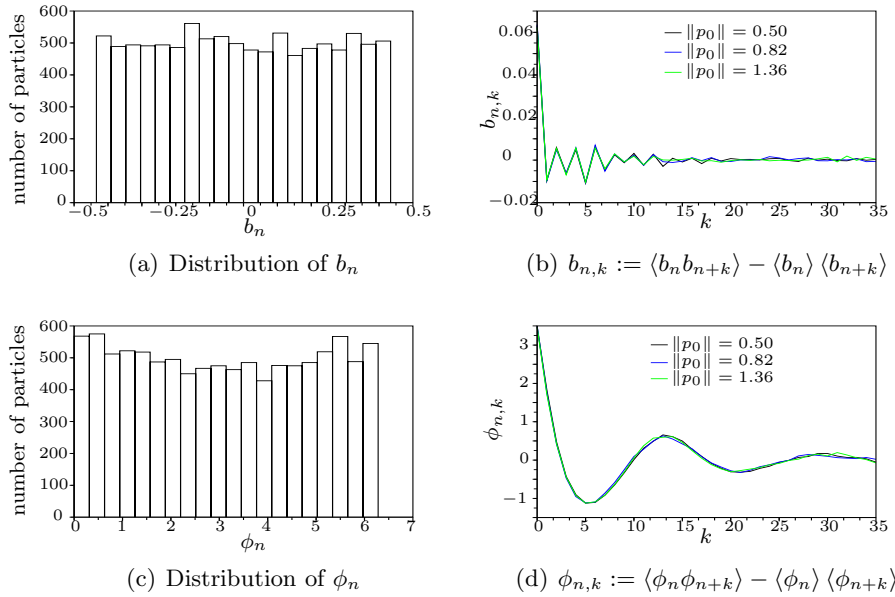 600
500
400
300
200
100
0
number of particles
−0.5 −0.25 0 0.25 0.5
b_n
(a) Distribution of b_n
0.06
0.02
0
−0.02
b_{n,k}
‖p_0‖ = 0.50
‖p_0‖ = 0.82
‖p_0‖ = 1.36
0 5 10 15 20 25 30 35
k
(b) b_{n,k} := ⟨b_n b_{n+k}⟩ − ⟨b_n⟩ ⟨b_{n+k}⟩
600
500
400
300
200
100
0
number of particles
0 1 2 3 4 5 6 7
ϕ_n
(c) Distribution of ϕ_n
3
1
0
−1
ϕ_{n,k}
‖p_0‖ = 0.50
‖p_0‖ = 0.82
‖p_0‖ = 1.36
0 5 10 15 20 25 30 35
k
(d) ϕ_{n,k} := ⟨ϕ_n ϕ_{n+k}⟩ − ⟨ϕ_n⟩ ⟨ϕ_{n+k}⟩